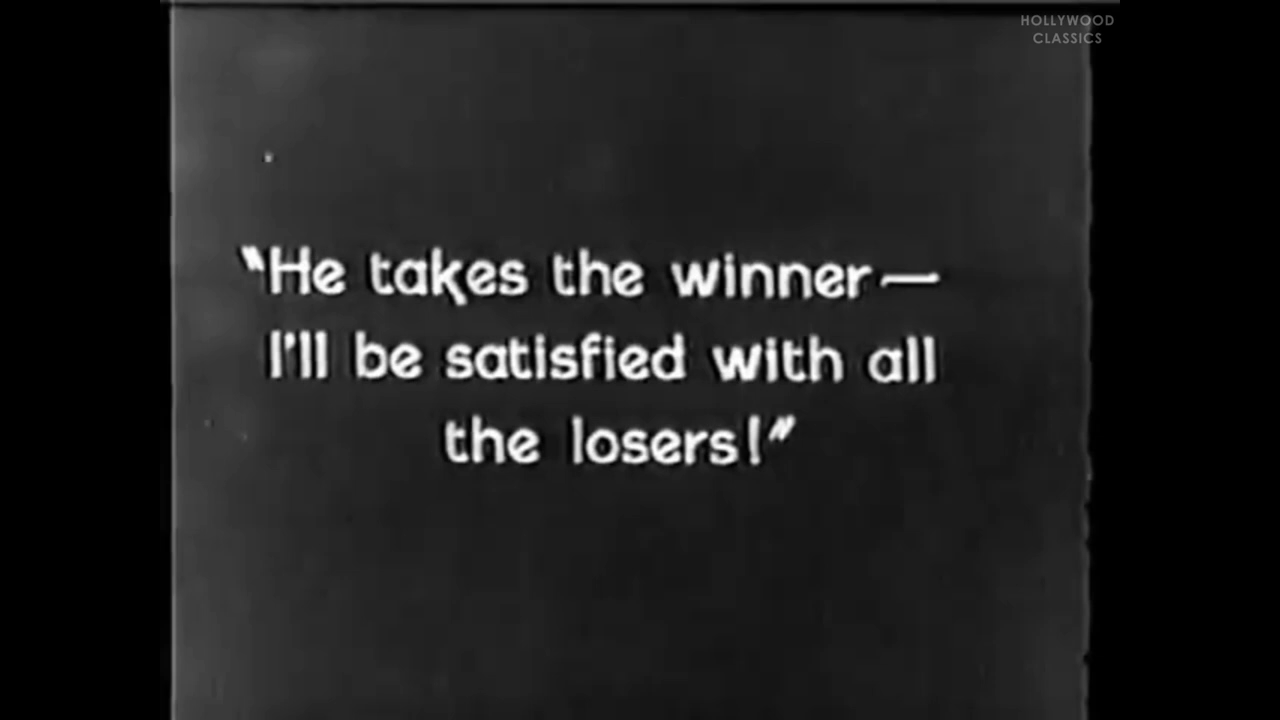 HOLLYWOOD
CLASSICS
"He takes the winner—
I'll be satisfied with all
the losers!"